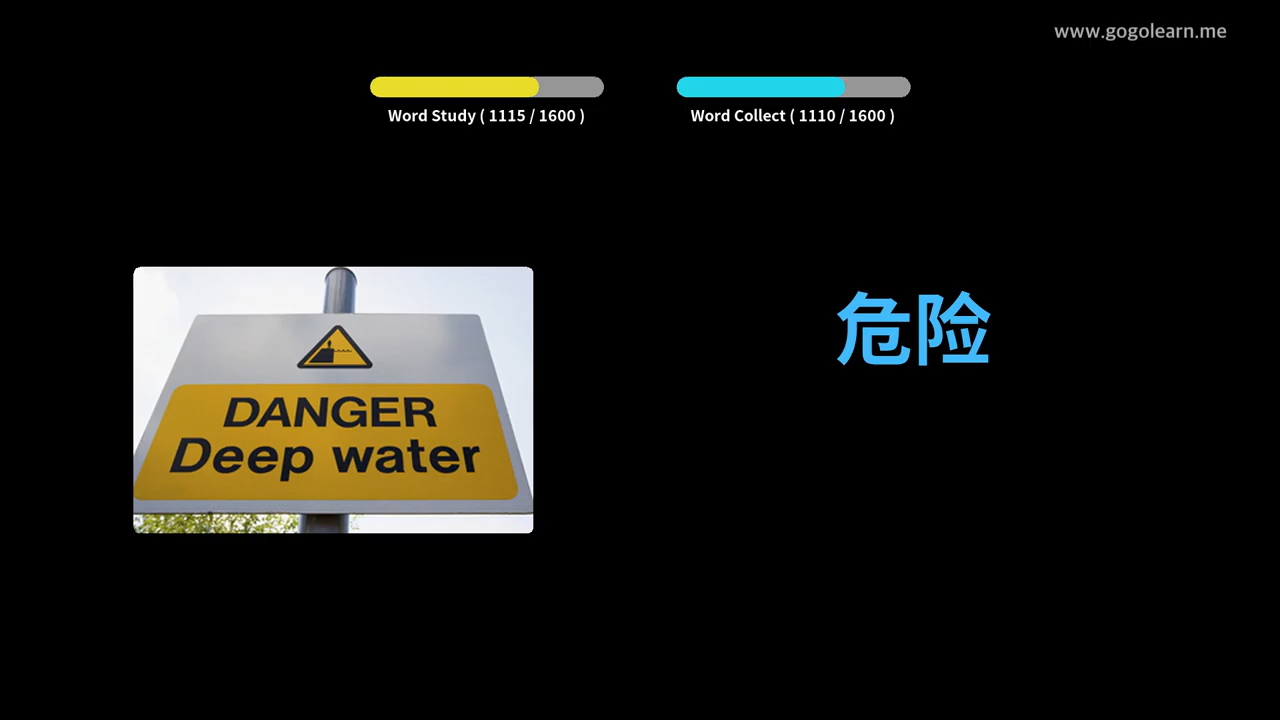 www.gogolearn.me
Word Study ( 1115 / 1600 )
Word Collect ( 1110 / 1600 )
DANGER
Deep water
危险